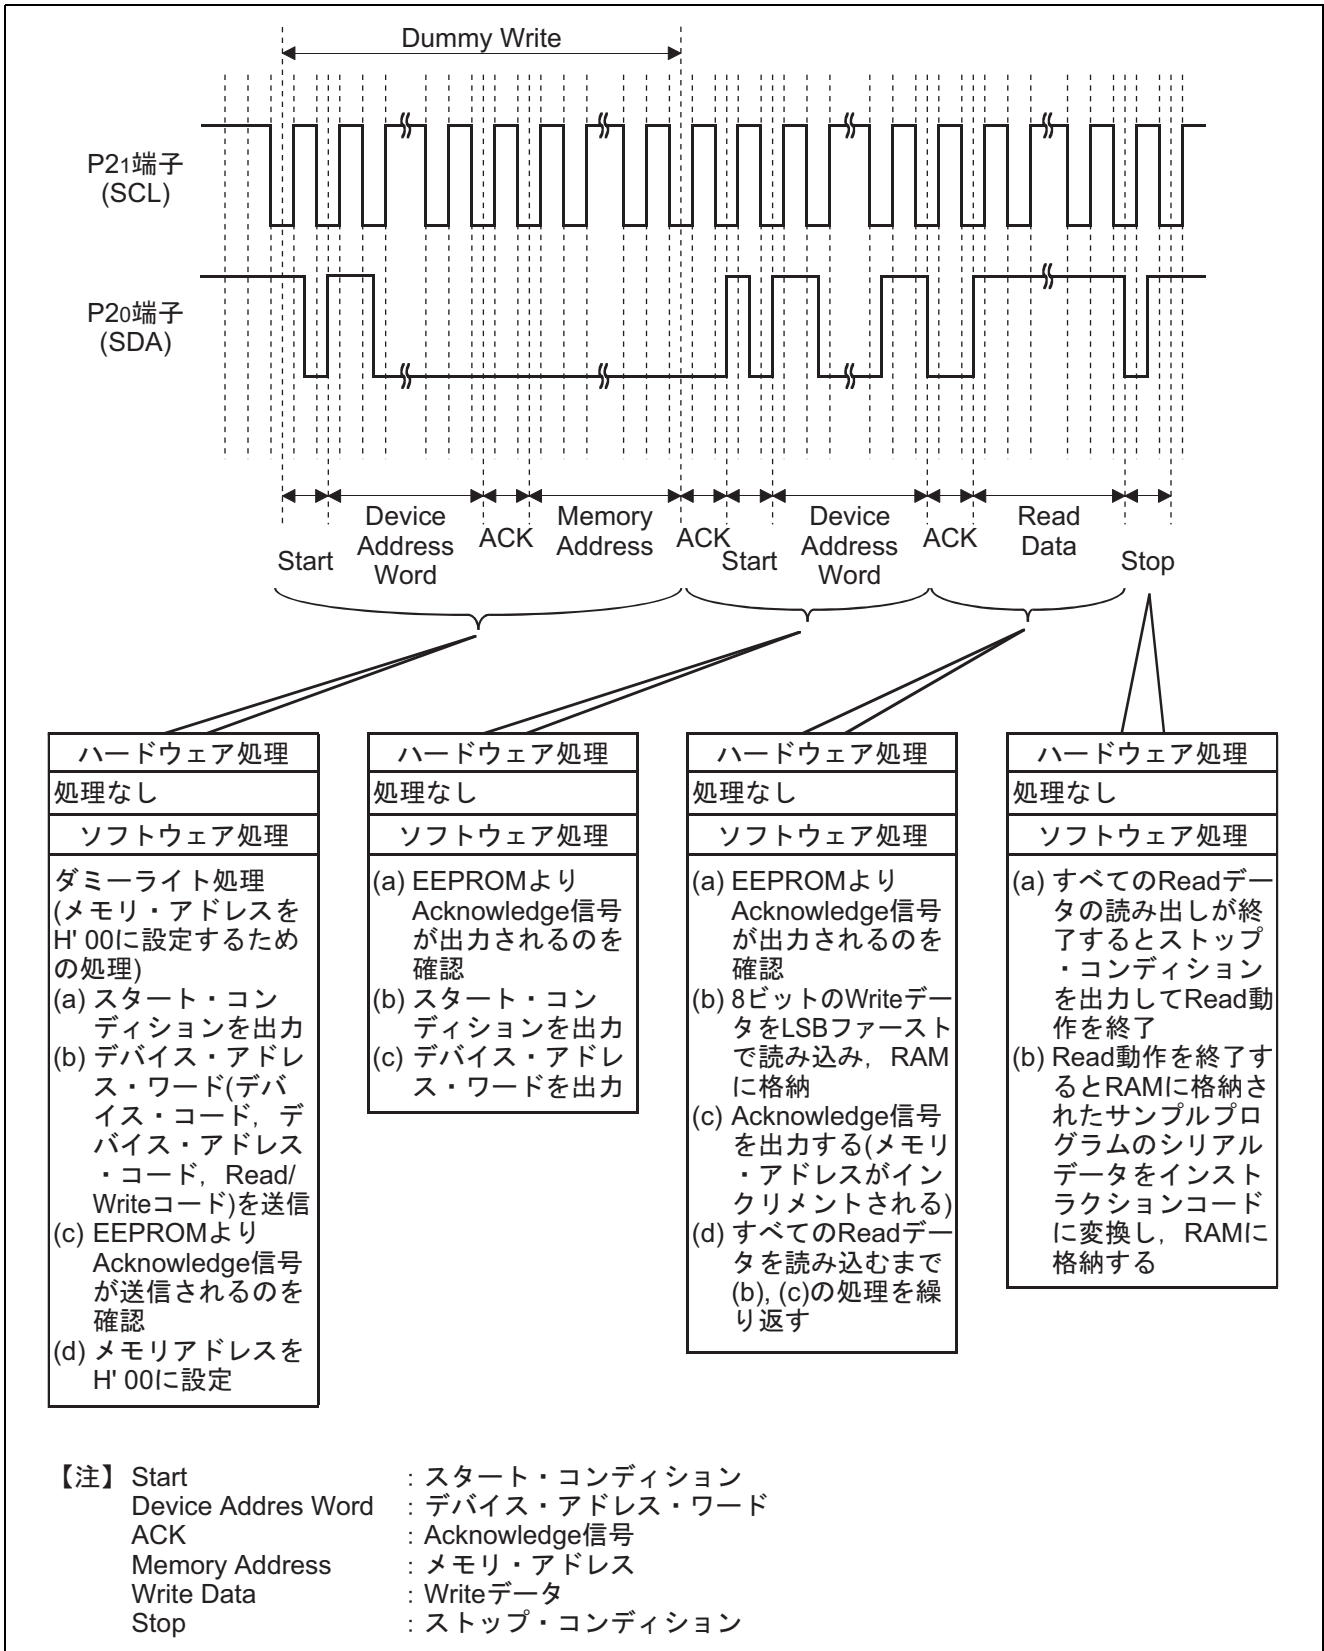 Dummy Write
P21端子
(SCL)
P20端子
(SDA)
Start
Device
Address
Word
ACK
Memory
Address
ACK
Start
Device
Address
Word
ACK
Read
Data
Stop
ハードウェア処理
処理なし
ソフトウェア処理
ダミーライト処理
(メモリ・アドレスを
H' 00に設定するため
の処理)
(a) スタート・コン
ディションを出力
(b) デバイス・アドレ
ス・ワード(デバ
イス・コード, デ
バイス・アドレス
・コード, Read/
Writeコード)を送信
(c) EEPROMより
Acknowledge信号
が送信されるのを
確認
(d) メモリアドレスを
H' 00に設定
ハードウェア処理
処理なし
ソフトウェア処理
(a) EEPROMより
Acknowledge信号
が出力されるのを
確認
(b) スタート・コン
ディションを出力
(c) デバイス・アドレ
ス・ワードを出力
ハードウェア処理
処理なし
ソフトウェア処理
(a) EEPROMより
Acknowledge信号
が出力されるのを
確認
(b) 8ビットのWriteデー
タをLSBファースト
で読み込み, RAM
に格納
(c) Acknowledge信号
を出力する(メモリ
・アドレスがイン
クリメントされる)
(d) すべてのReadデー
タを読み込むまで
(b), (c)の処理を繰
り返す
ハードウェア処理
処理なし
ソフトウェア処理
(a) すべてのReadデー
タの読み出しが終
了するとストップ
・コンディション
を出力してRead動
作を終了
(b) Read動作を終了す
るとRAMに格納さ
れたサンプルプロ
グラムのシリアル
データをインスト
ラクションコード
に変換し, RAMに
格納する
【注】 Start : スタート・コンディション
Device Addres Word : デバイス・アドレス・ワード
ACK : Acknowledge信号
Memory Address : メモリ・アドレス
Write Data : Writeデータ
Stop : ストップ・コンディション